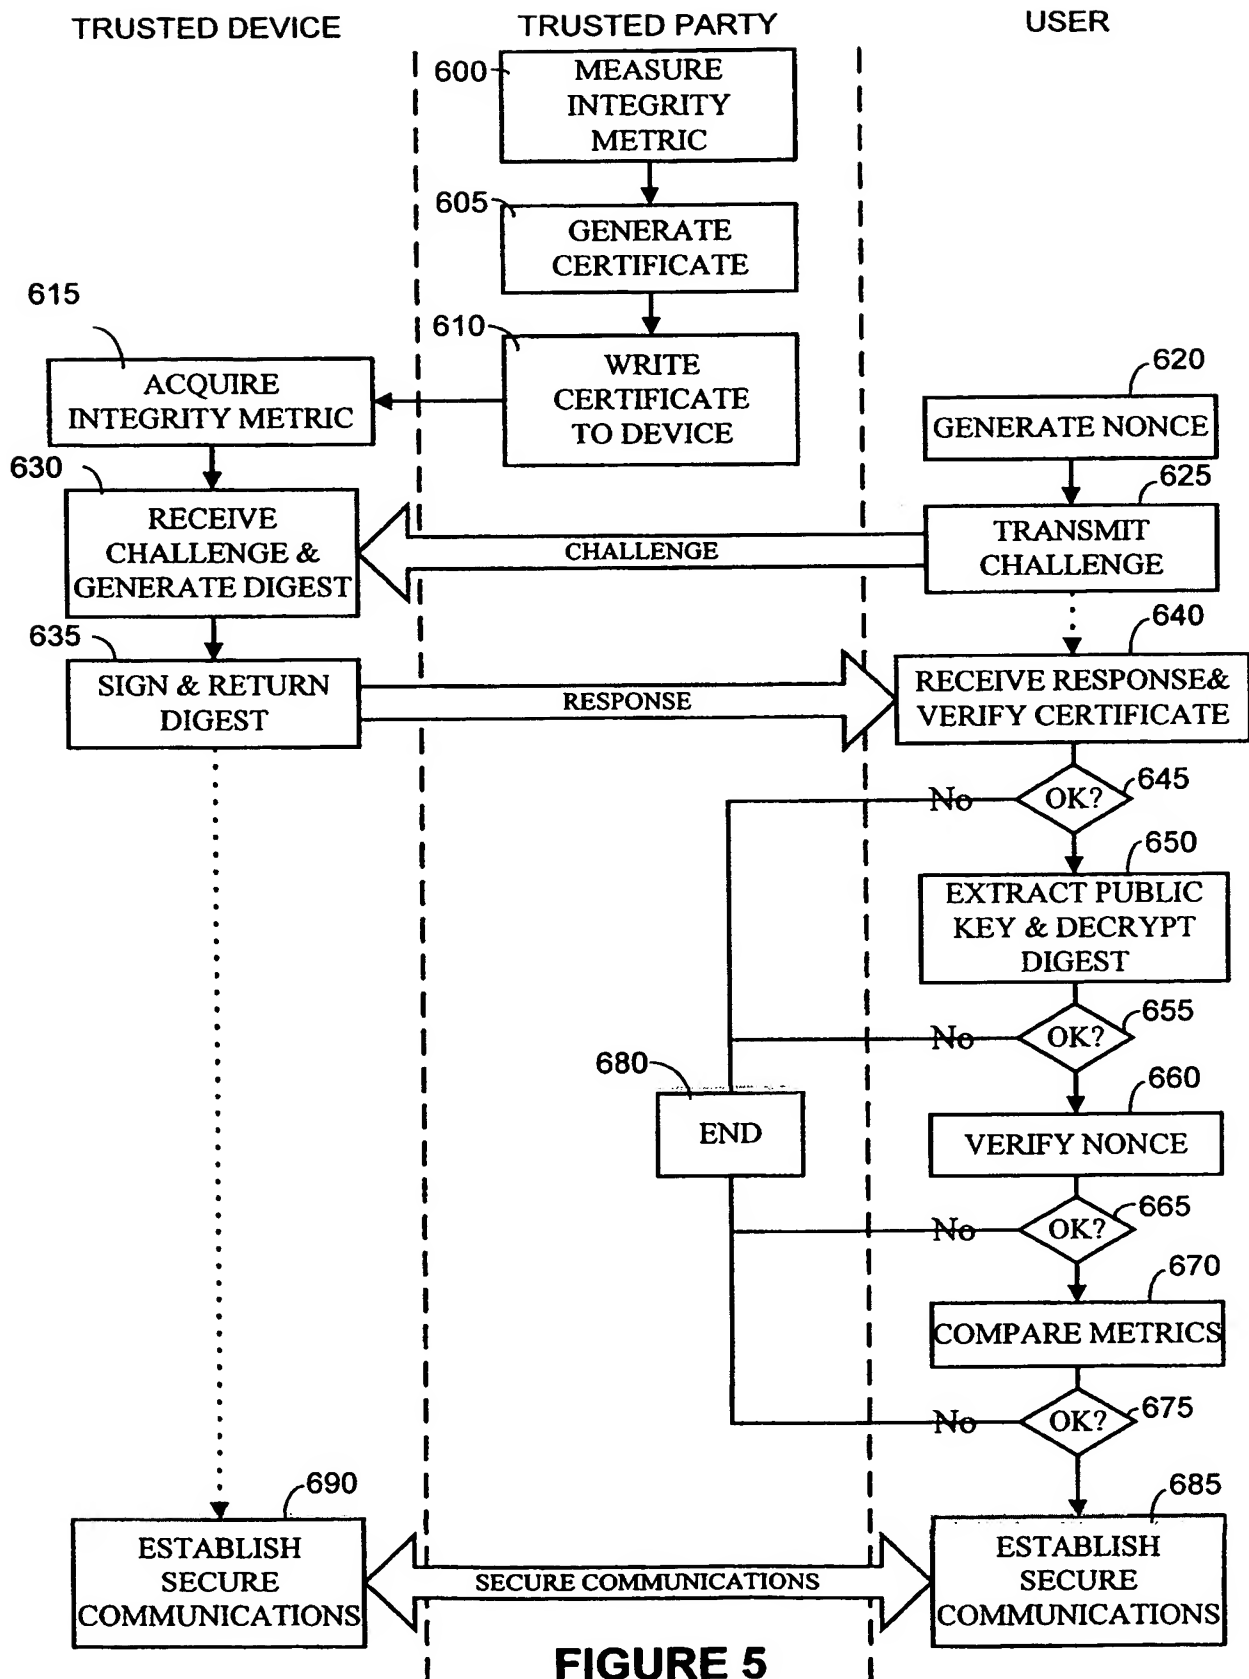 TRUSTED DEVICE
TRUSTED PARTY
USER
600
MEASURE
INTEGRITY
METRIC
605
GENERATE
CERTIFICATE
610
WRITE
CERTIFICATE
TO DEVICE
615
ACQUIRE
INTEGRITY METRIC
620
GENERATE NONCE
625
TRANSMIT
CHALLENGE
CHALLENGE
630
RECEIVE
CHALLENGE &
GENERATE DIGEST
635
SIGN & RETURN
DIGEST
RESPONSE
640
RECEIVE RESPONSE&
VERIFY CERTIFICATE
645
OK?
No
650
EXTRACT PUBLIC
KEY & DECRYPT
DIGEST
655
OK?
No
680
END
660
VERIFY NONCE
665
OK?
No
670
COMPARE METRICS
675
OK?
No
690
ESTABLISH
SECURE
COMMUNICATIONS
SECURE COMMUNICATIONS
685
ESTABLISH
SECURE
COMMUNICATIONS
FIGURE 5